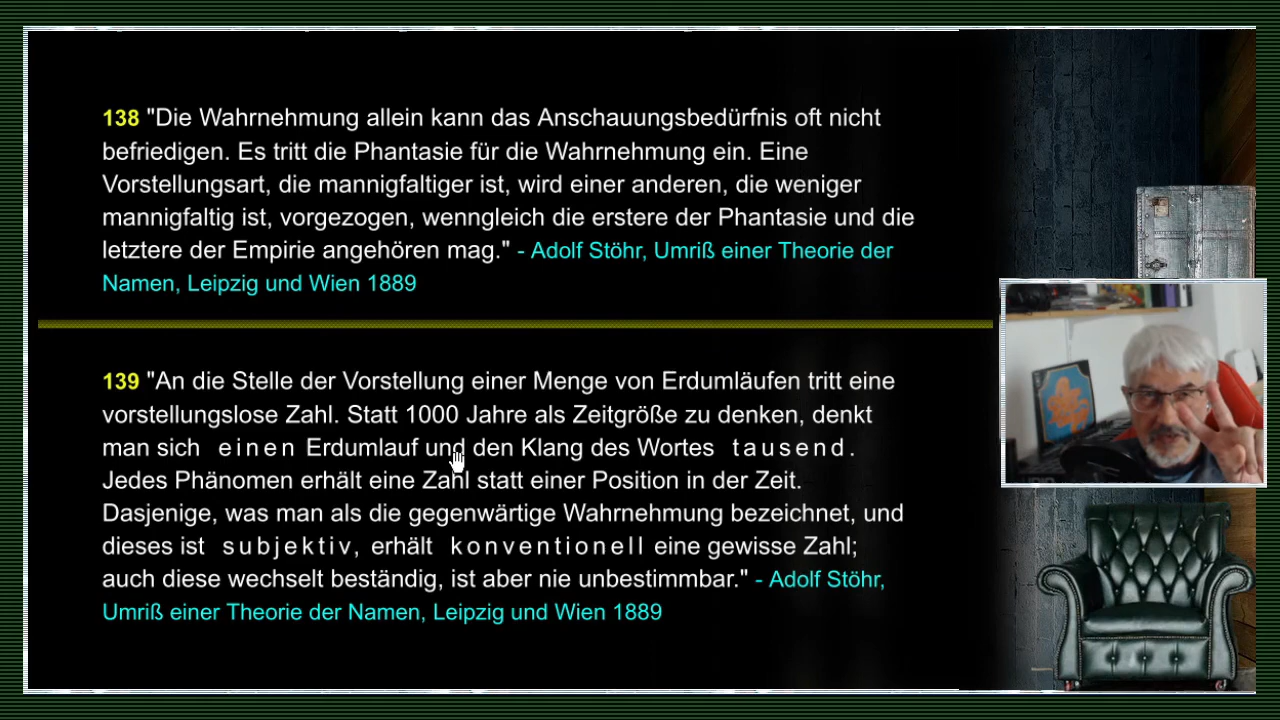 138 "Die Wahrnehmung allein kann das Anschauungsbedürfnis oft nicht
befriedigen. Es tritt die Phantasie für die Wahrnehmung ein. Eine
Vorstellungsart, die mannigfaltiger ist, wird einer anderen, die weniger
mannigfaltig ist, vorgezogen, wenngleich die erstere der Phantasie und die
letztere der Empirie angehören mag." - Adolf Stöhr, Umriß einer Theorie der
Namen, Leipzig und Wien 1889
139 "An die Stelle der Vorstellung einer Menge von Erdumläufen tritt eine
vorstellungslose Zahl. Statt 1000 Jahre als Zeitgröße zu denken, denkt
man sich e i n e n Erdumlauf und den Klang des Wortes t a u s e n d .
Jedes Phänomen erhält eine Zahl statt einer Position in der Zeit.
Dasjenige, was man als die gegenwärtige Wahrnehmung bezeichnet, und
dieses ist s u b j e k t i v, erhält k o n v e n t i o n e l l eine gewisse Zahl;
auch diese wechselt beständig, ist aber nie unbestimmbar." - Adolf Stöhr,
Umriß einer Theorie der Namen, Leipzig und Wien 1889